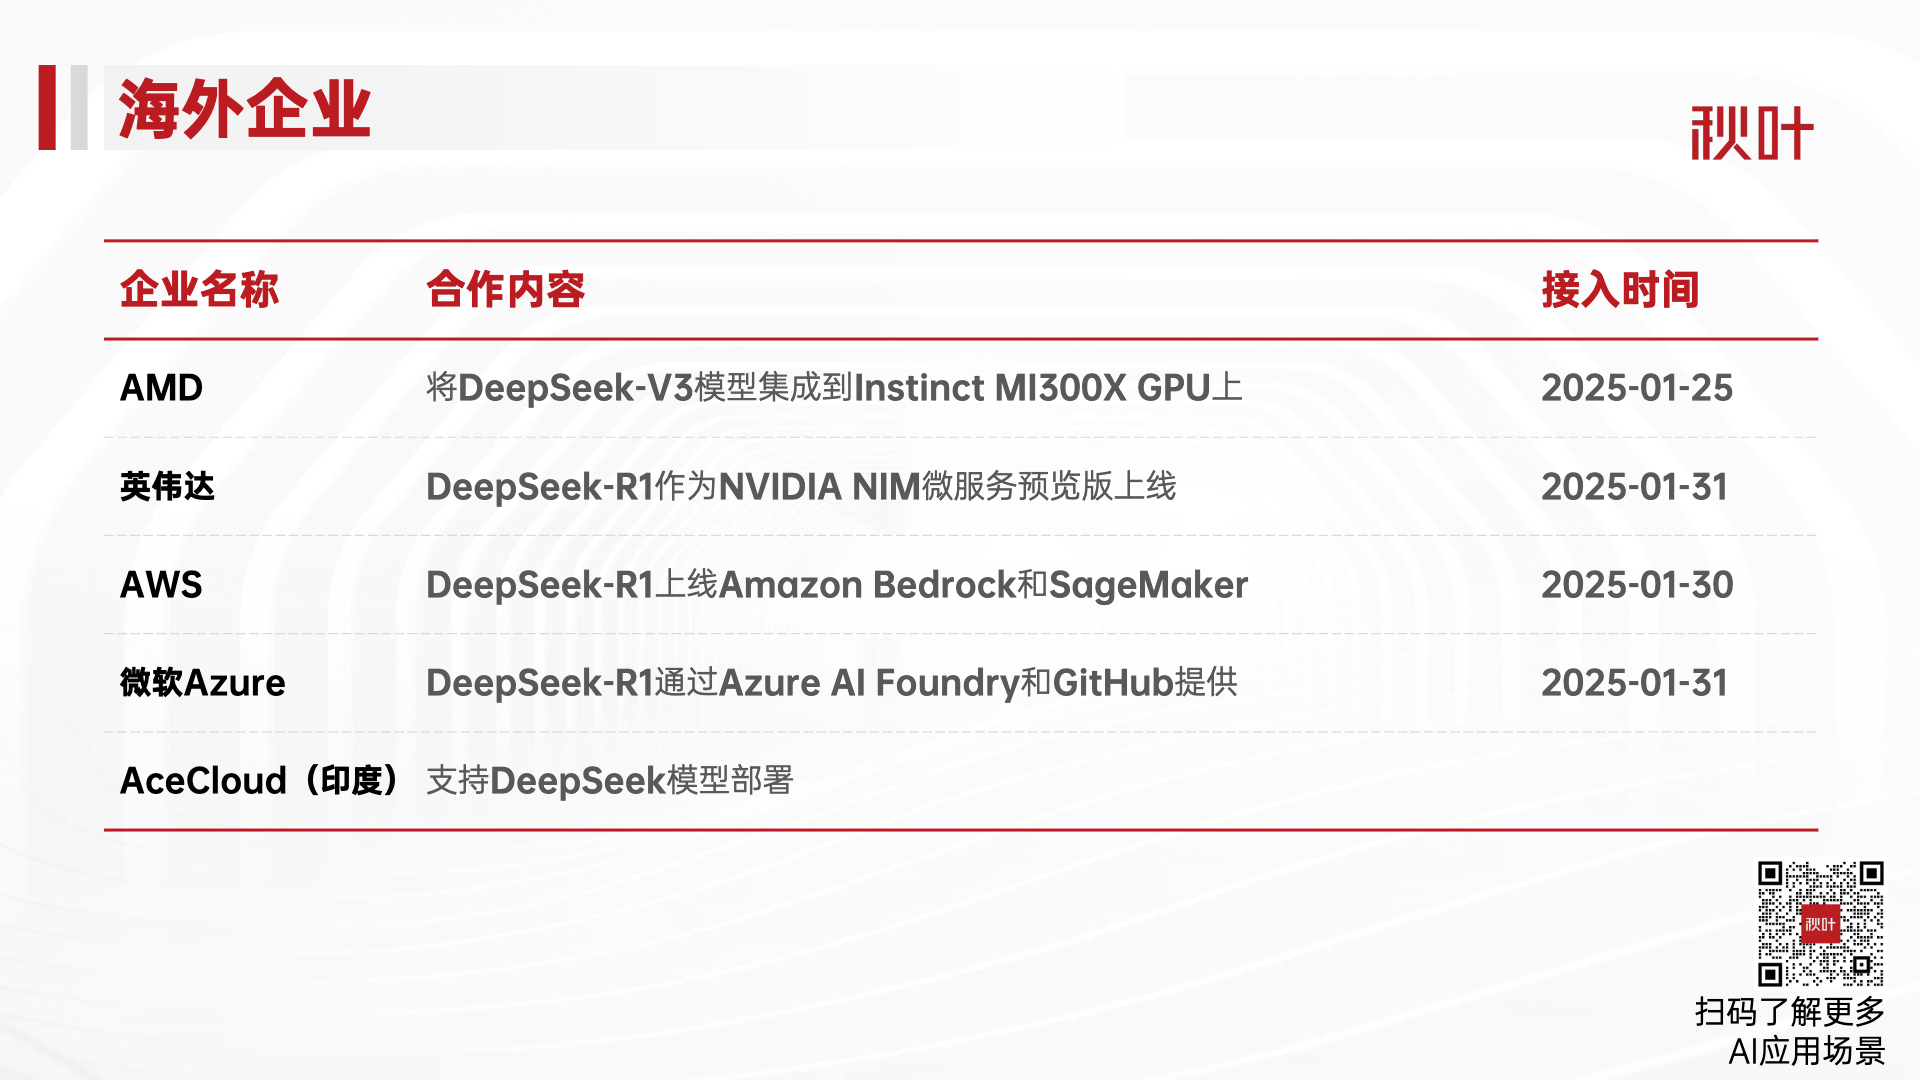 海外企业
秋叶
企业名称 合作内容 接入时间
AMD 将DeepSeek-V3模型集成到Instinct MI300X GPU上 2025-01-25
英伟达 DeepSeek-R1作为NVIDIA NIM微服务预览版上线 2025-01-31
AWS DeepSeek-R1上线Amazon Bedrock和SageMaker 2025-01-30
微软Azure DeepSeek-R1通过Azure AI Foundry和GitHub提供 2025-01-31
AceCloud（印度） 支持DeepSeek模型部署
秋叶
扫码了解更多
AI应用场景